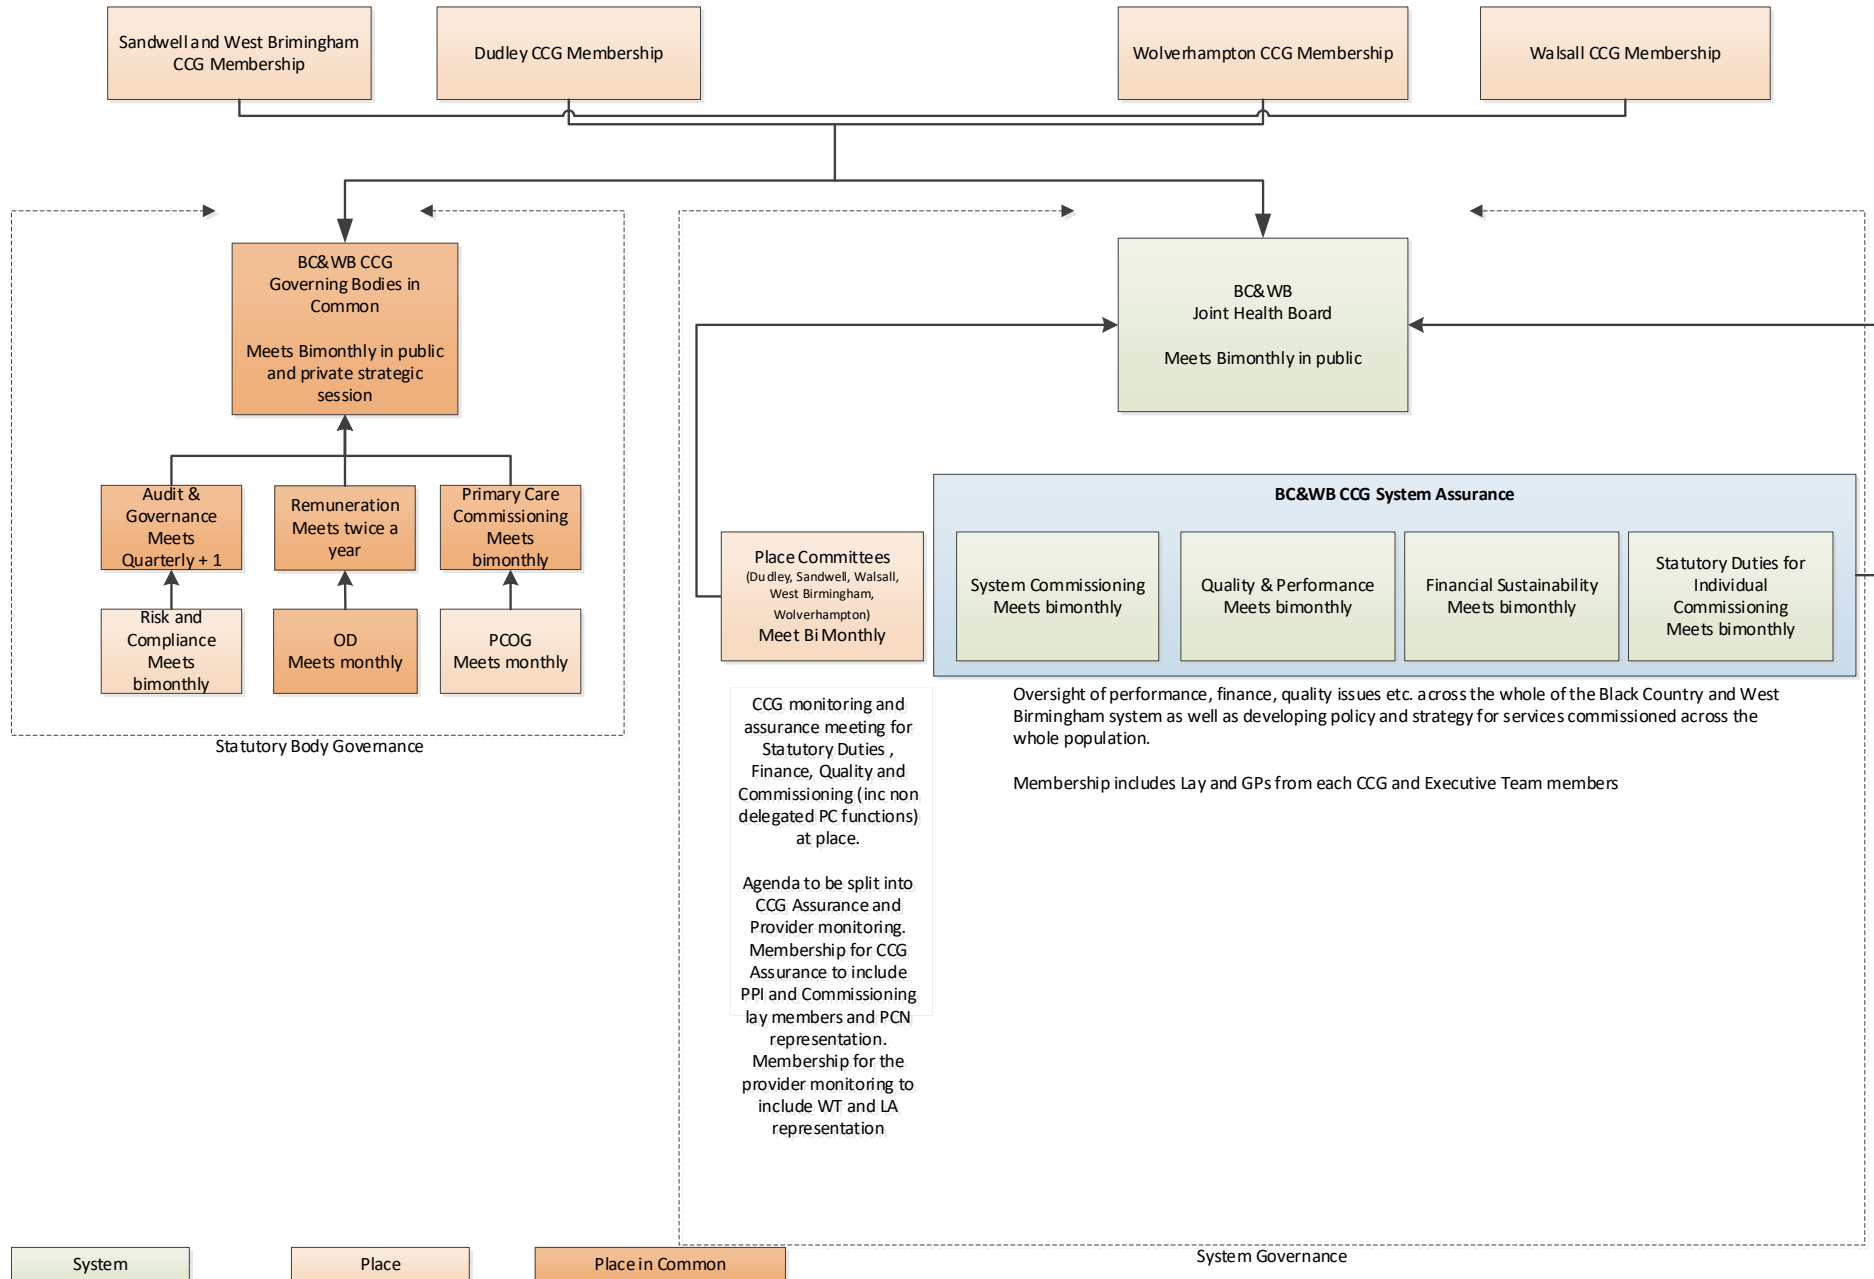 Sandwell and West Brimingham
CCG Membership
Dudley CCG Membership
Wolverhampton CCG Membership
Walsall CCG Membership
BC&WB CCG
Governing Bodies in
Common
Meets Bimonthly in public
and private strategic
session
BC&WB
Joint Health Board
Meets Bimonthly in public
Audit &
Governance
Meets
Quarterly + 1
Remuneration
Meets twice a
year
Primary Care
Commissioning
Meets
bimonthly
Risk and
Compliance
Meets
bimonthly
OD
Meets monthly
PCOG
Meets monthly
Statutory Body Governance
Place Committees
(Dudley, Sandwell, Walsall,
West Birmingham,
Wolverhampton)
Meet Bi Monthly
BC&WB CCG System Assurance
System Commissioning
Meets bimonthly
Quality & Performance
Meets bimonthly
Financial Sustainability
Meets bimonthly
Statutory Duties for
Individual
Commissioning
Meets bimonthly
CCG monitoring and
assurance meeting for
Statutory Duties ,
Finance, Quality and
Commissioning (inc non
delegated PC functions)
at place.
Agenda to be split into
CCG Assurance and
Provider monitoring.
Membership for CCG
Assurance to include
PPI and Commissioning
lay members and PCN
representation.
Membership for the
provider monitoring to
include WT and LA
representation
Oversight of performance, finance, quality issues etc. across the whole of the Black Country and West
Birmingham system as well as developing policy and strategy for services commissioned across the
whole population.
Membership includes Lay and GPs from each CCG and Executive Team members
System Governance
System
Place
Place in Common